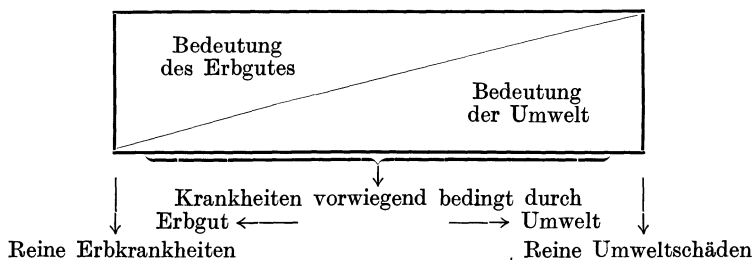 Bedeutung
des Erbgutes
Bedeutung
der Umwelt
Krankheiten vorwiegend bedingt durch
Erbgut Umwelt
Reine Erbkrankheiten Reine Umweltschäden